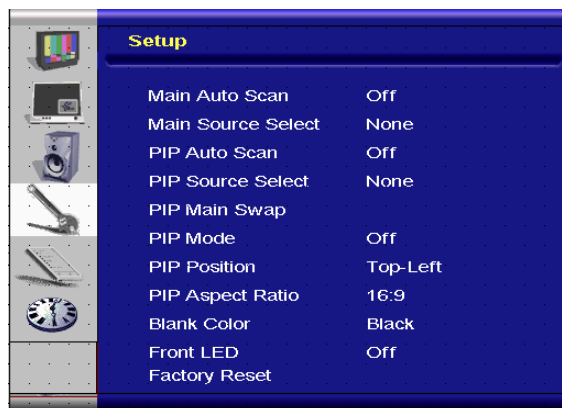 Setup
Main Auto Scan Off
Main Source Select None
PIP Auto Scan Off
PIP Source Select None
PIP Main Swap
PIP Mode Off
PIP Position Top-Left
PIP Aspect Ratio 16:9
Blank Color Black
Front LED Off
Factory Reset